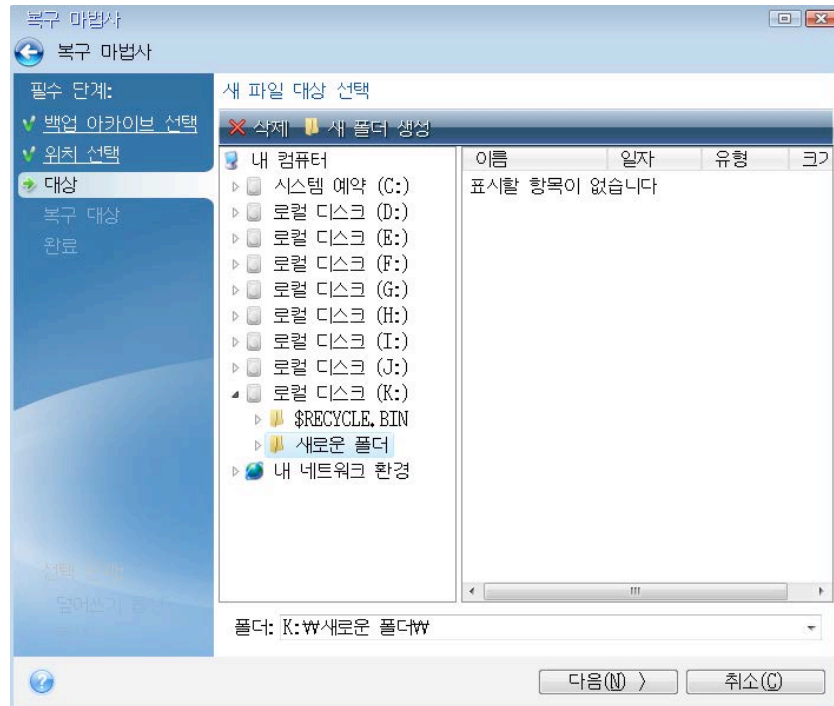 복구 마법사
복구 마법사
필수 단계:
백업 아카이브 선택
위치 선택
대상
복구 대상
완료
새 파일 대상 선택
삭제 새 폴더 생성
내 컴퓨터
시스템 예약 (C:)
로컬 디스크 (D:)
로컬 디스크 (E:)
로컬 디스크 (F:)
로컬 디스크 (G:)
로컬 디스크 (H:)
로컬 디스크 (I:)
로컬 디스크 (J:)
로컬 디스크 (K:)
$RECYCLE.BIN
새로운 폴더
내 네트워크 환경
이름 일자 유형
표시할 항목이 없습니다
폴더: K:₩새로운 폴더₩
다음(N) > 취소(C)